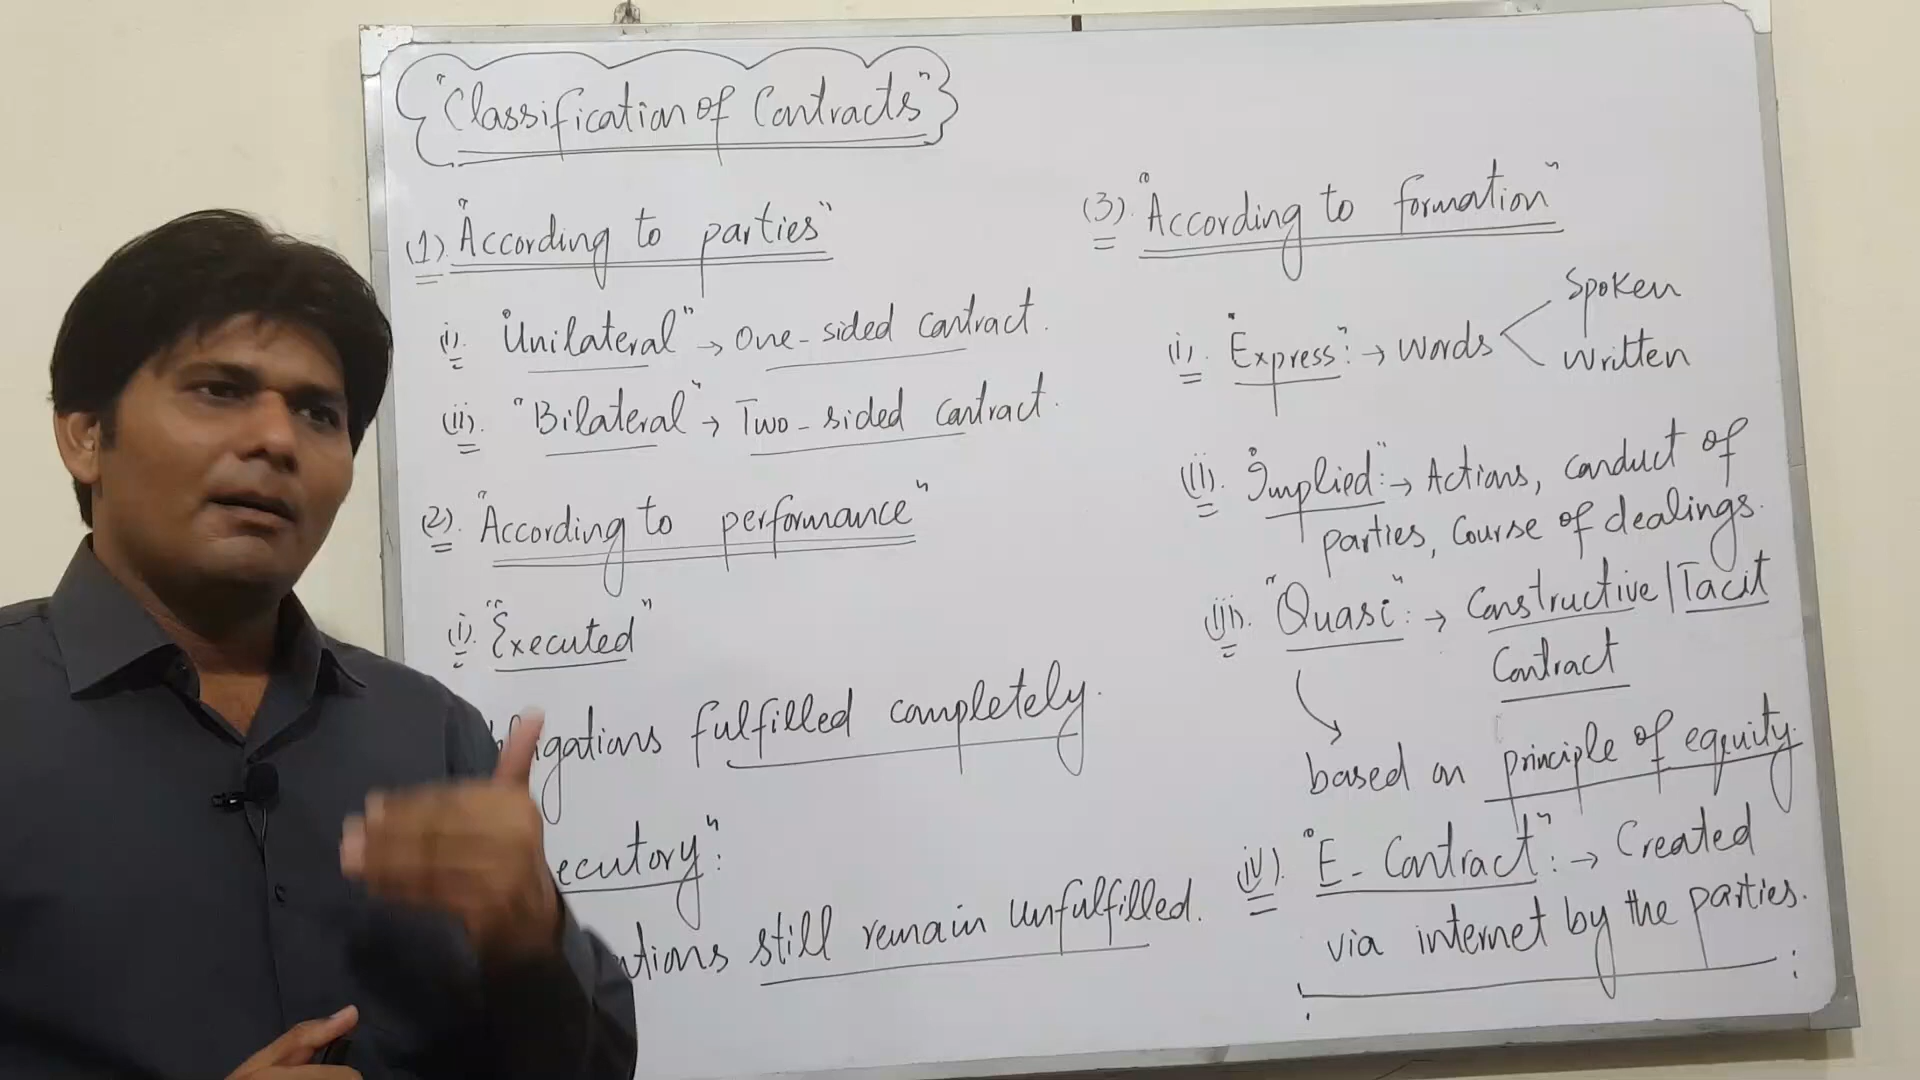 "Classification of Contracts"
(1). "According to parties"
(i). "Unilateral" → One-sided contract.
(ii). "Bilateral" → Two-sided contract.
(2). "According to performance"
(i). "Executed"
ligations fulfilled completely.
ecutory":
ations still remain unfulfilled.
(3). "According to formation"
(i). "Express": → Words
Spoken
Written
(ii). "Implied": → Actions, conduct of
parties, Course of dealings.
(iii). "Quasi": → Constructive/Tacit
Contract
based on principle of equity.
(iv). "E-Contract": → Created
via internet by the parties.